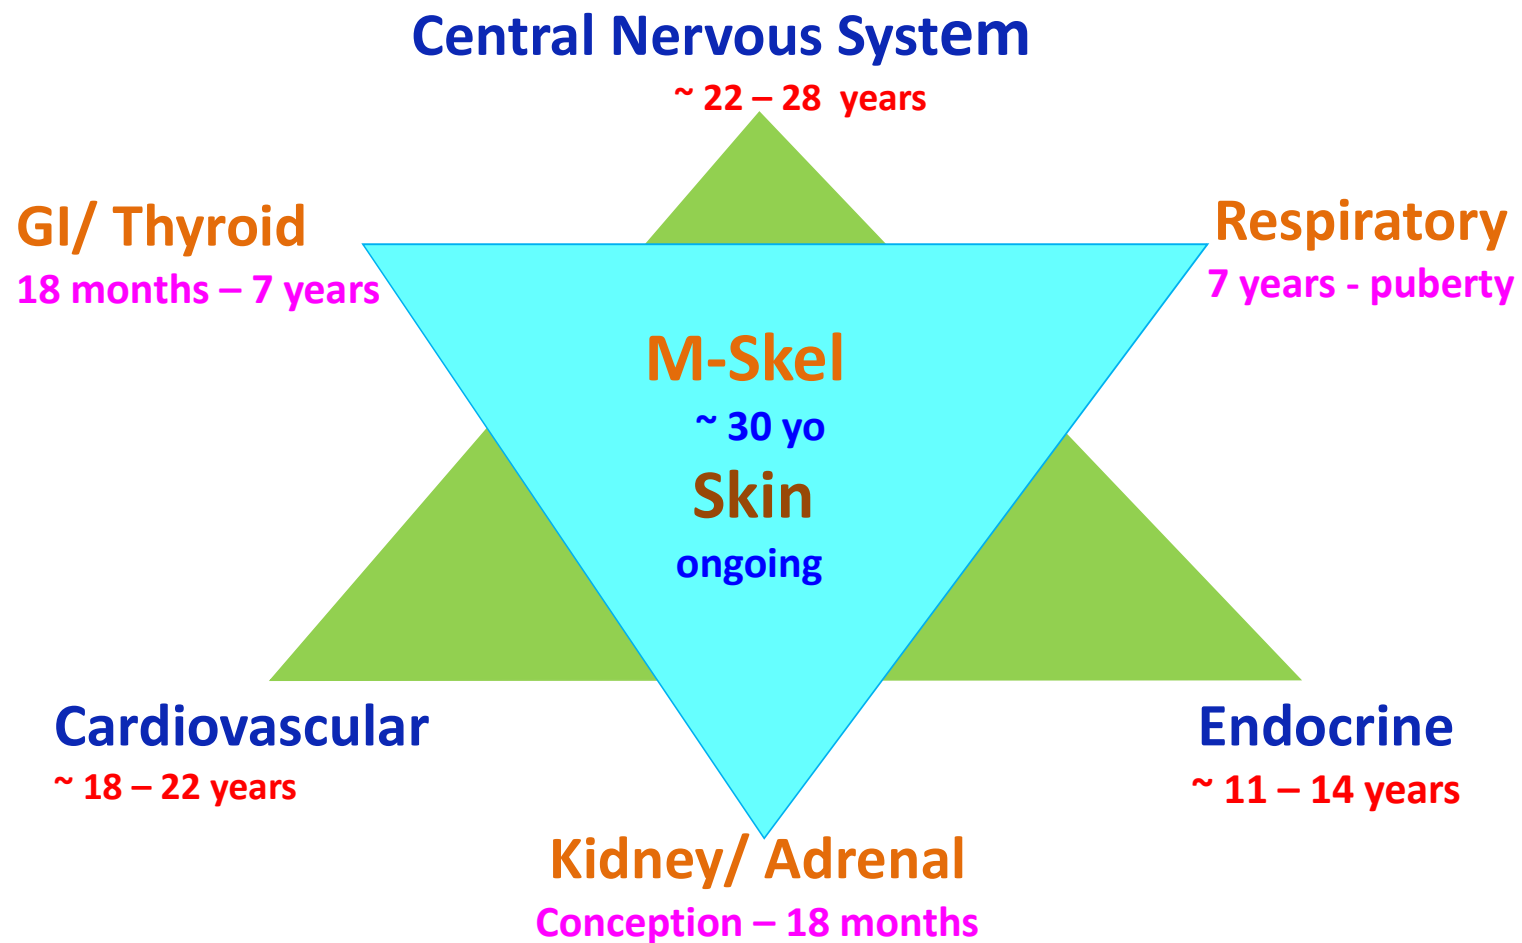 Central Nervous System
~ 22 – 28 years
GI/ Thyroid
18 months – 7 years
Respiratory
7 years - puberty
M-Skel
~ 30 yo
Skin
ongoing
Cardiovascular
~ 18 – 22 years
Endocrine
~ 11 – 14 years
Kidney/ Adrenal
Conception – 18 months